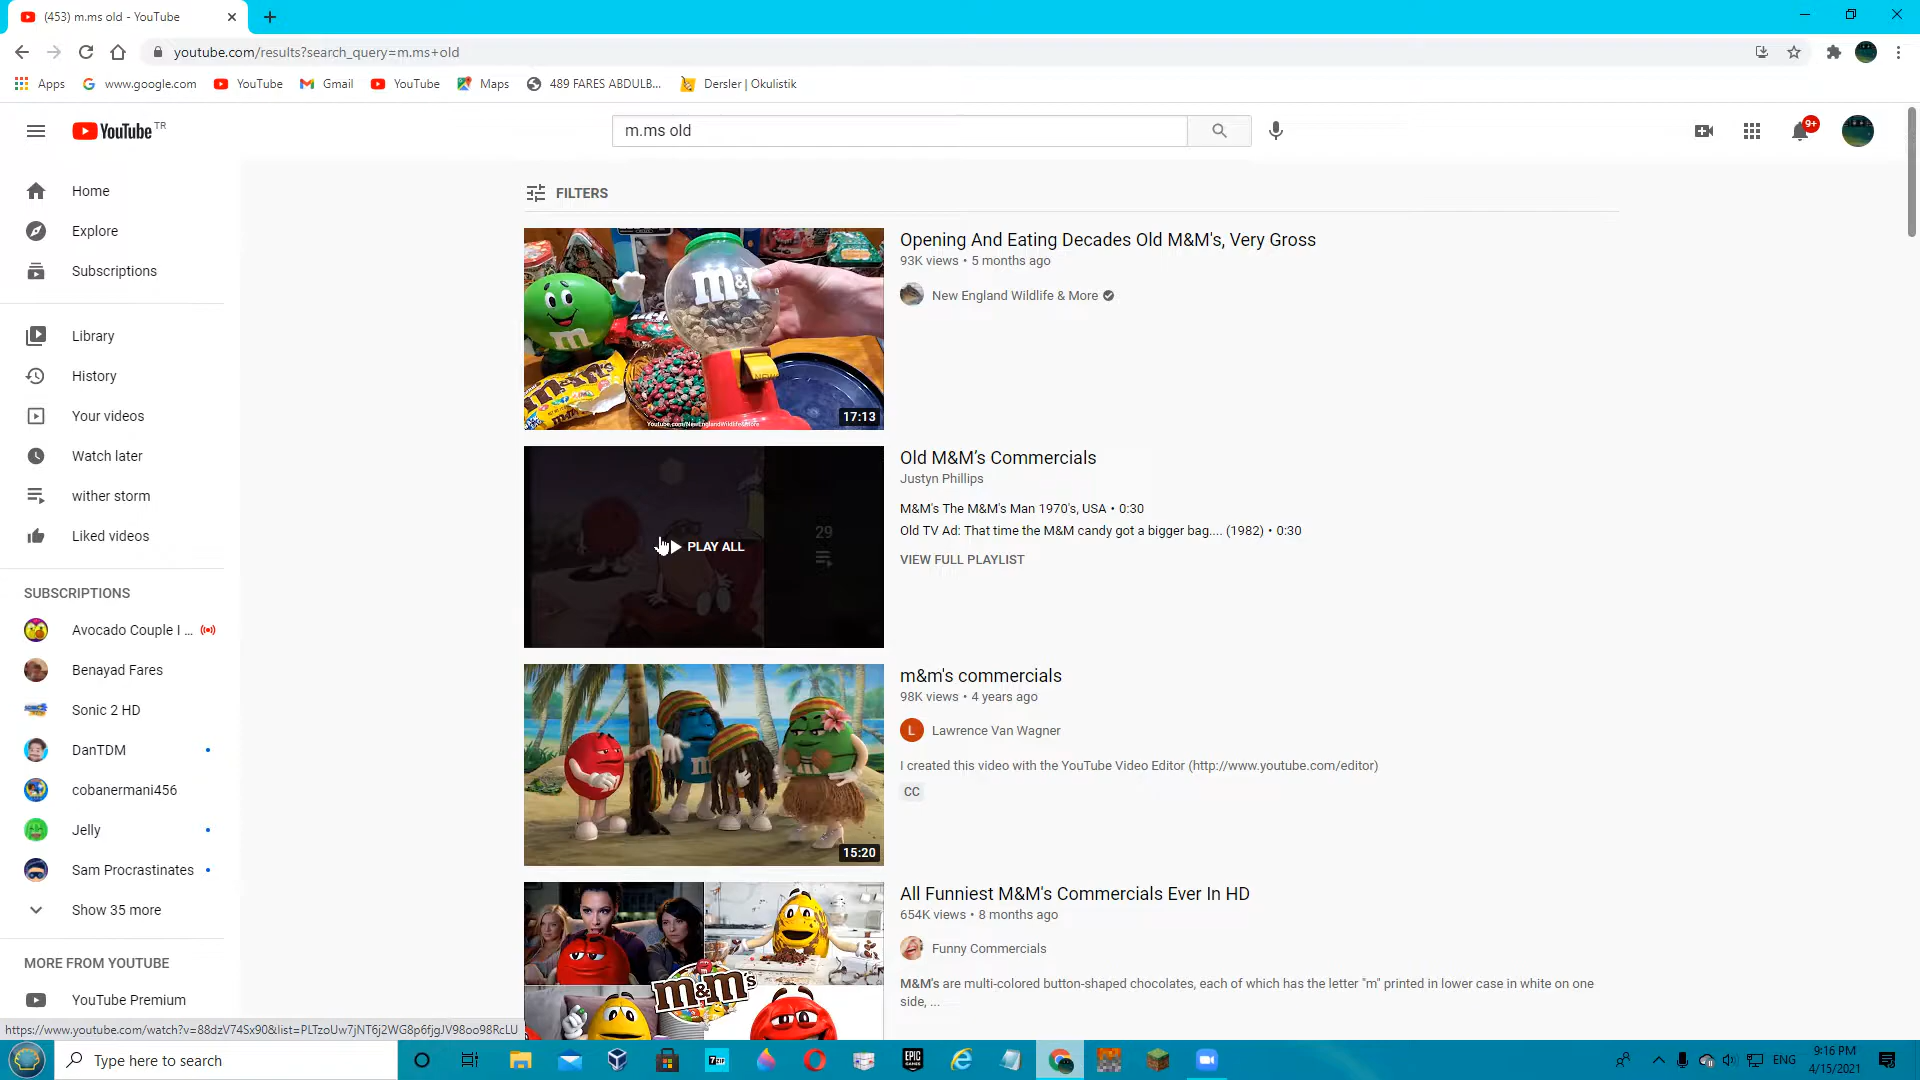 (453) m.ms old - YouTube
youtube.com/results?search_query=m.ms+old
Apps www.google.com YouTube Gmail YouTube Maps 489 FARES ABDULB... Dersler | Okulistik
YouTube TR
m.ms old
9+
Home
Explore
Subscriptions
Library
History
Your videos
Watch later
wither storm
Liked videos
SUBSCRIPTIONS
Avocado Couple I ...
Benayad Fares
Sonic 2 HD
DanTDM
cobanermani456
Jelly
Sam Procrastinates
Show 35 more
MORE FROM YOUTUBE
YouTube Premium
FILTERS
m
m&m
m&m's
Youtube.com/NewEnglandWildlife&More
17:13
Opening And Eating Decades Old M&M's, Very Gross
93K views • 5 months ago
New England Wildlife & More
PLAY ALL
29
Old M&M's Commercials
Justyn Phillips
M&M's The M&M's Man 1970's, USA • 0:30
Old TV Ad: That time the M&M candy got a bigger bag.... (1982) • 0:30
VIEW FULL PLAYLIST
m
15:20
m&m's commercials
98K views • 4 years ago
L Lawrence Van Wagner
I created this video with the YouTube Video Editor (http://www.youtube.com/editor)
CC
m&m's
All Funniest M&M's Commercials Ever In HD
654K views • 8 months ago
Funny Commercials
M&M's are multi-colored button-shaped chocolates, each of which has the letter "m" printed in lower case in white on one
side, ...
https://www.youtube.com/watch?v=88dzV74Sx90&list=PLTzoUw7jNT6j2WG8p6fjgJV98oo98RcLU
Type here to search
7ZIP
EPIC GAMES
ENG
9:16 PM
4/15/2021